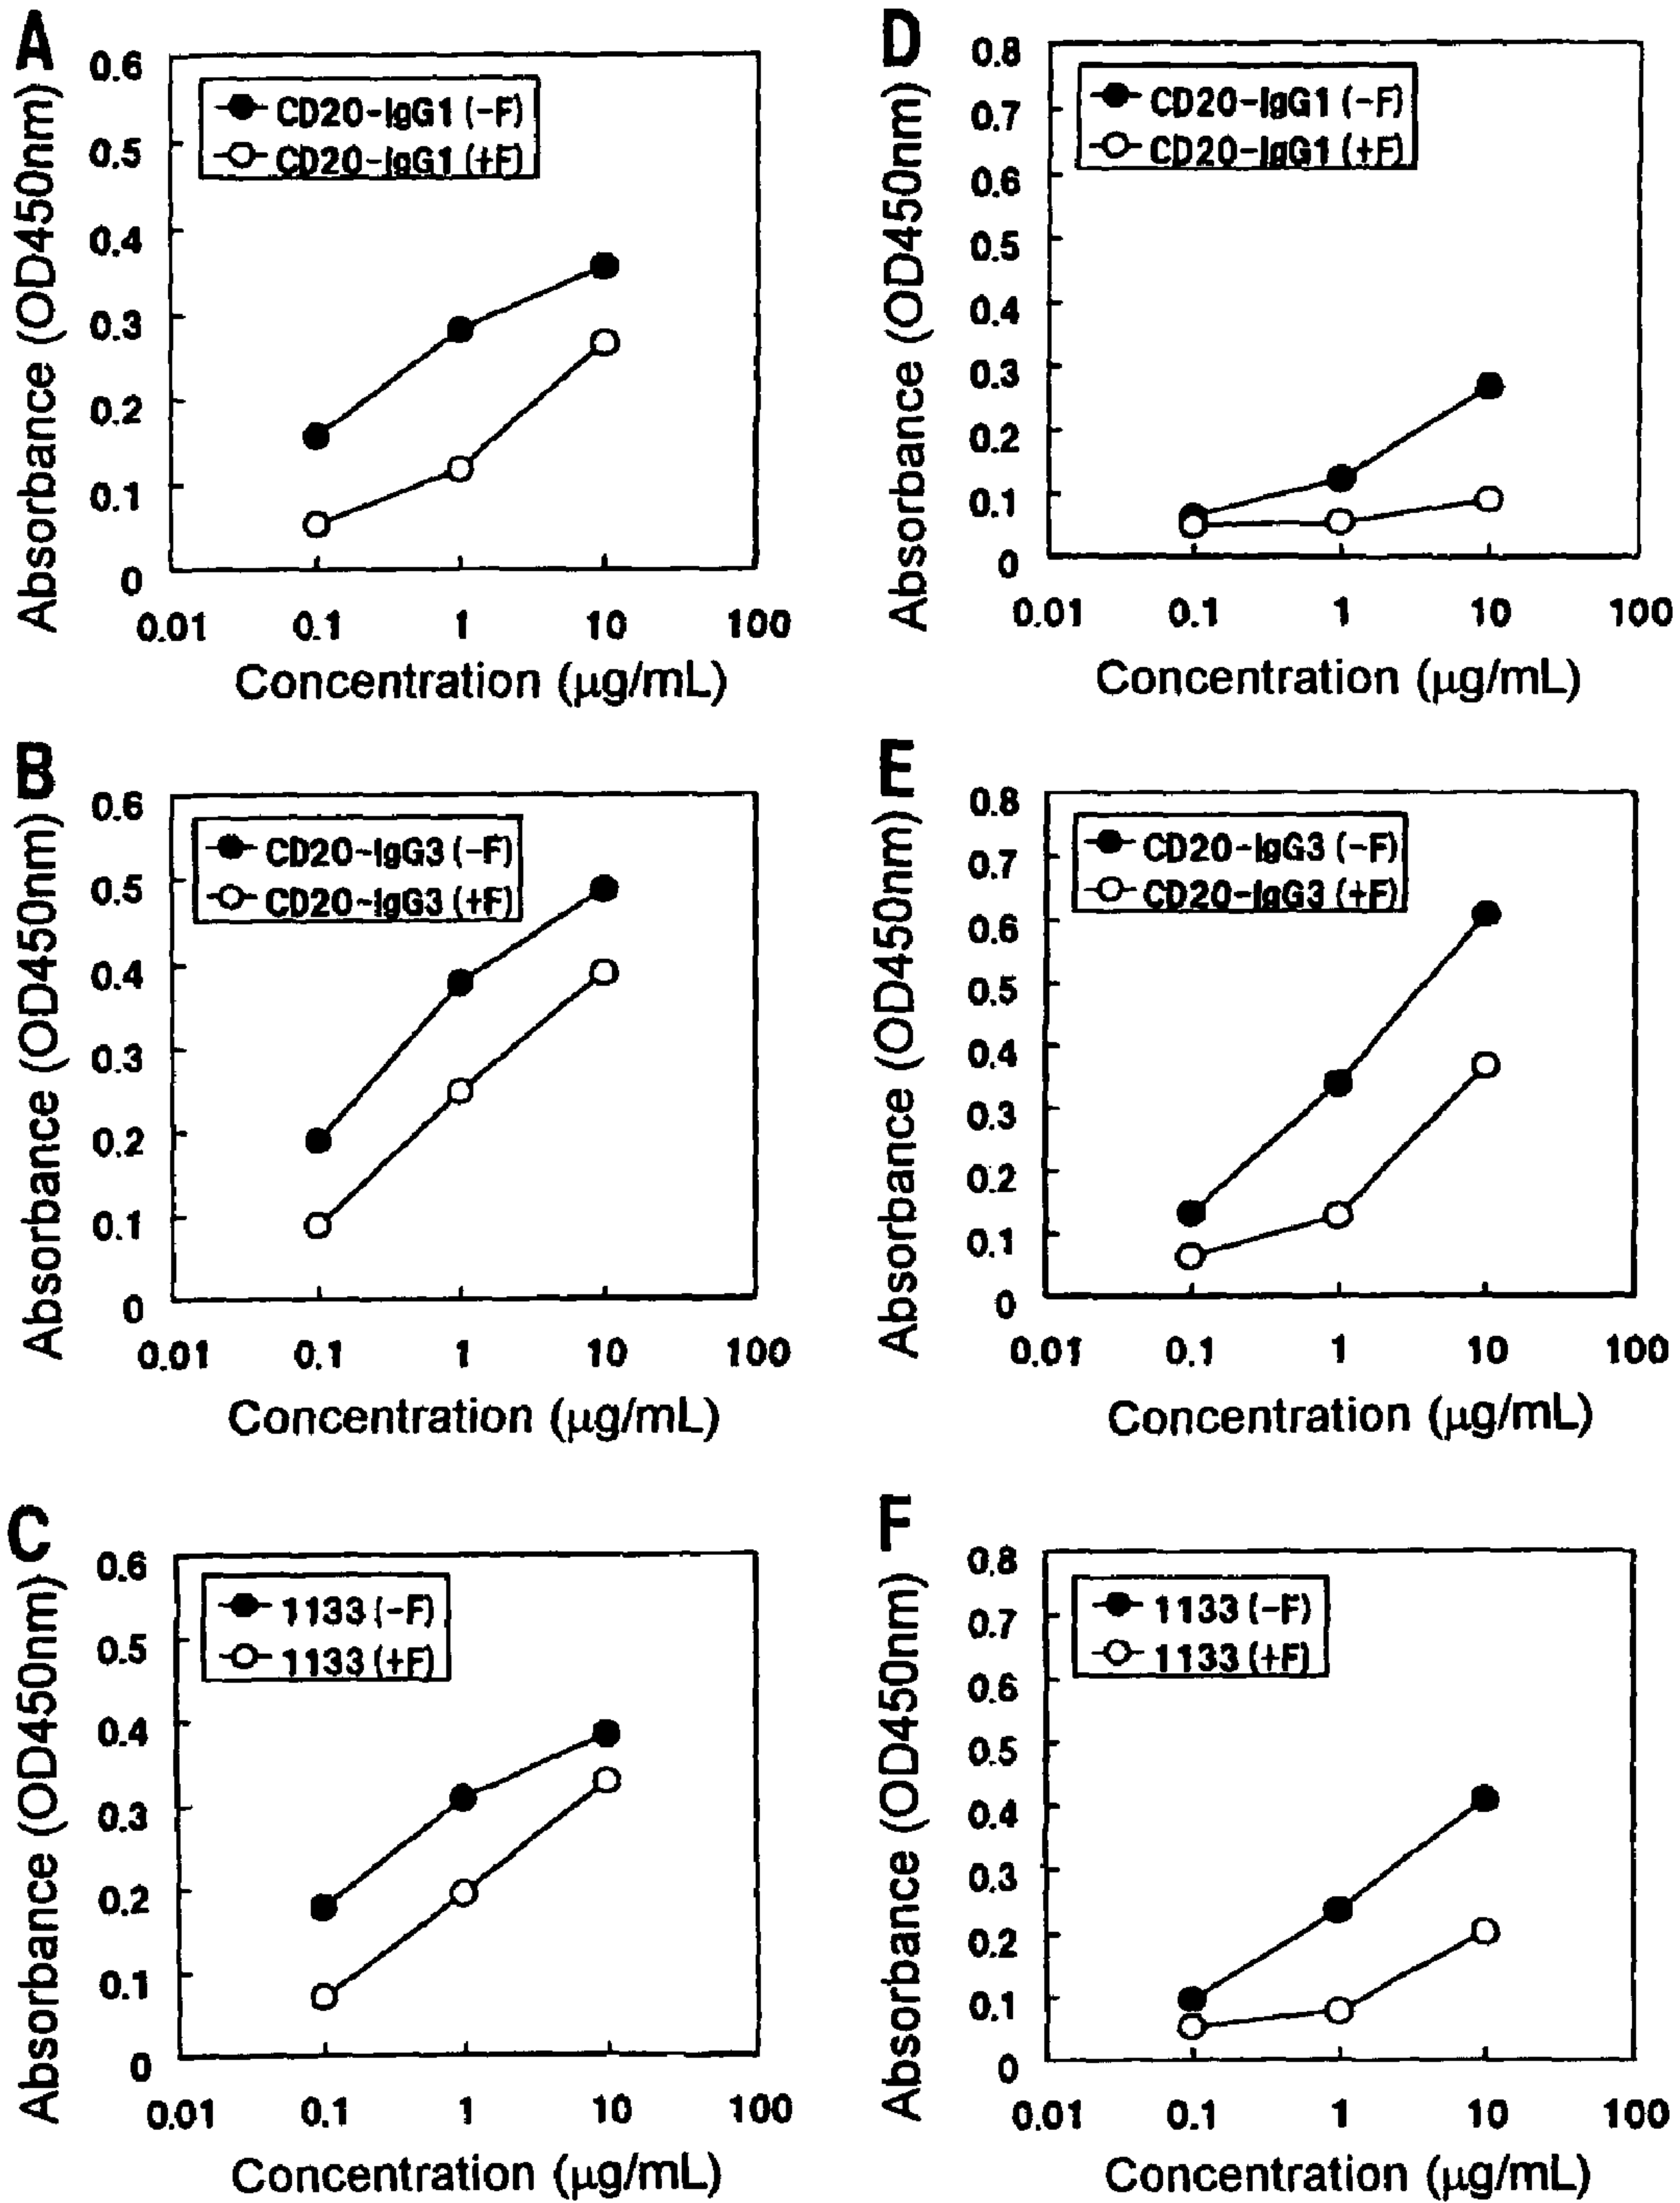 A
Absorbance (OD450nm)
0.6
0.5
0.4
0.3
0.2
0.1
0
CD20-IgG1 (-F)
CD20-IgG1 (+F)
0.01 0.1 1 10 100
Concentration (μg/mL)
D
Absorbance (OD450nm)
0.8
0.7
0.6
0.5
0.4
0.3
0.2
0.1
0
CD20-IgG1 (-F)
CD20-IgG1 (+F)
0.01 0.1 1 10 100
Concentration (μg/mL)
B
Absorbance (OD450nm)
0.6
0.5
0.4
0.3
0.2
0.1
0
CD20-IgG3 (-F)
CD20-IgG3 (+F)
0.01 0.1 1 10 100
Concentration (μg/mL)
E
Absorbance (OD450nm)
0.8
0.7
0.6
0.5
0.4
0.3
0.2
0.1
0
CD20-IgG3 (-F)
CD20-IgG3 (+F)
0.01 0.1 1 10 100
Concentration (μg/mL)
C
Absorbance (OD450nm)
0.6
0.5
0.4
0.3
0.2
0.1
0
1133 (-F)
1133 (+F)
0.01 0.1 1 10 100
Concentration (μg/mL)
F
Absorbance (OD450nm)
0.8
0.7
0.6
0.5
0.4
0.3
0.2
0.1
0
1133 (-F)
1133 (+F)
0.01 0.1 1 10 100
Concentration (μg/mL)